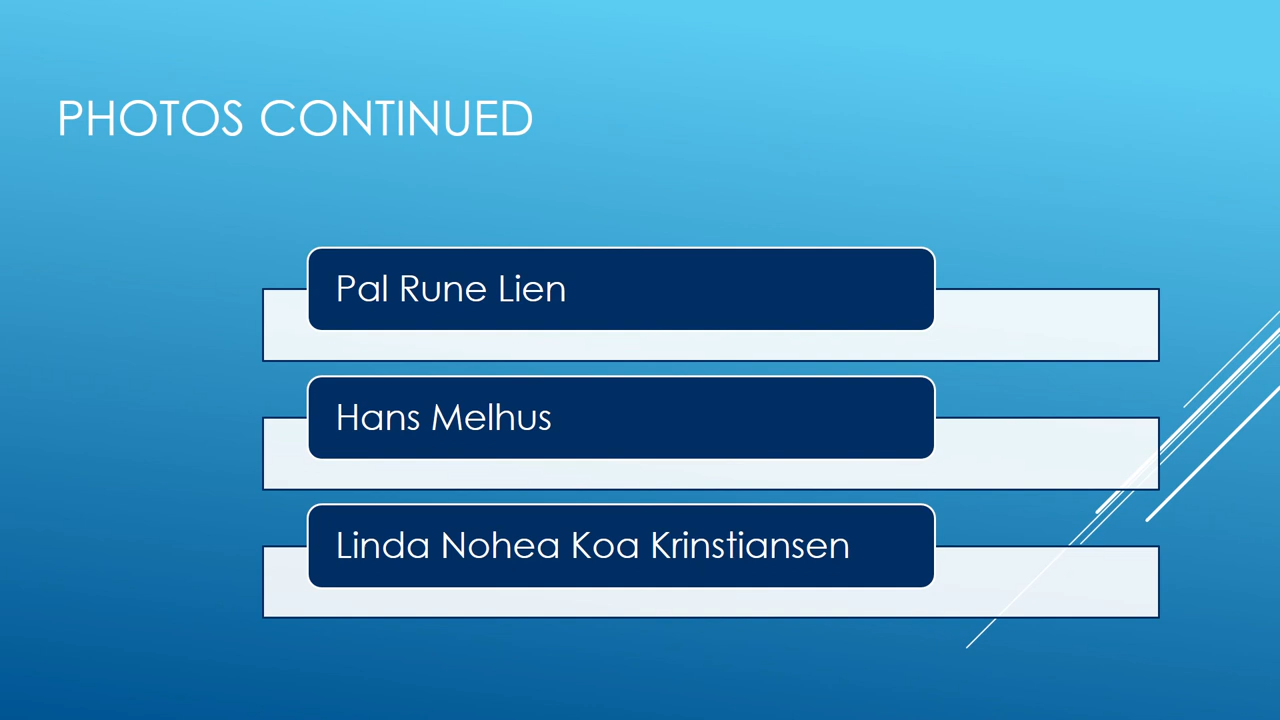 PHOTOS CONTINUED
Pal Rune Lien
Hans Melhus
Linda Nohea Koa Krinstiansen